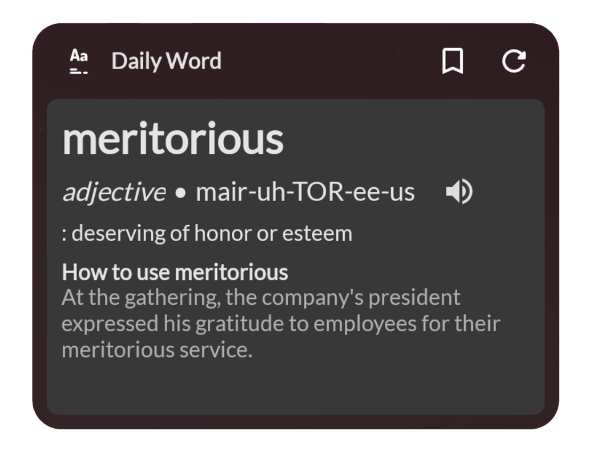 Aa
Daily Word
meritorious
adjective • mair-uh-TOR-ee-us
: deserving of honor or esteem
How to use meritorious
At the gathering, the company's president
expressed his gratitude to employees for their
meritorious service.